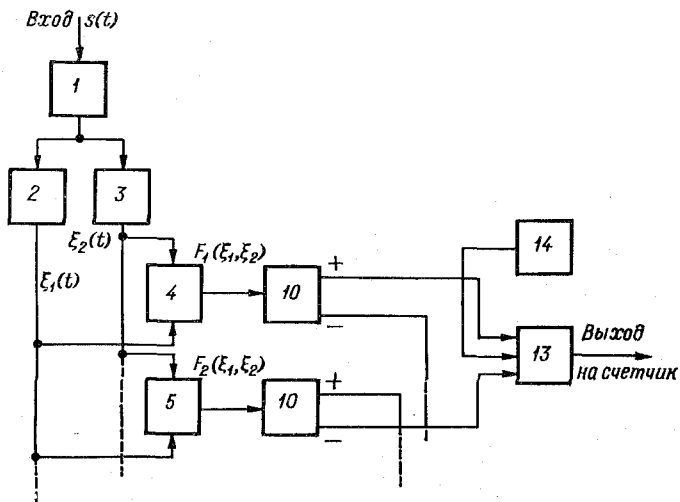 Вход s(t)
1
2
3
ξ₂(t)
F₁(ξ₁,ξ₂)
14
ξ₁(t)
4
10
+
−
13
Выход
на счетчик
F₂(ξ₁,ξ₂)
5
10
+
−